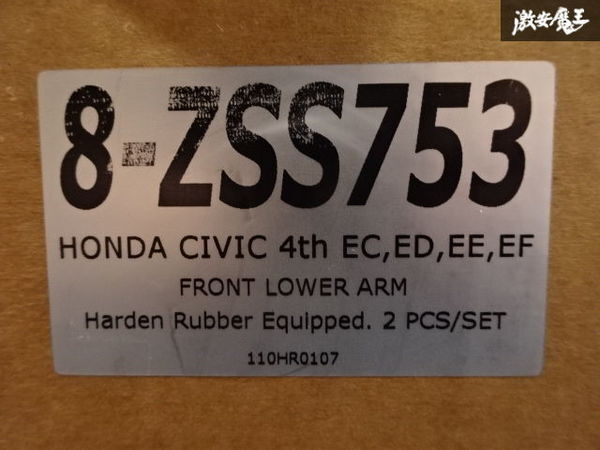 激安魔王
8-ZSS753
HONDA CIVIC 4th EC,ED,EE,EF
FRONT LOWER ARM
Harden Rubber Equipped. 2 PCS/SET
110HR0107